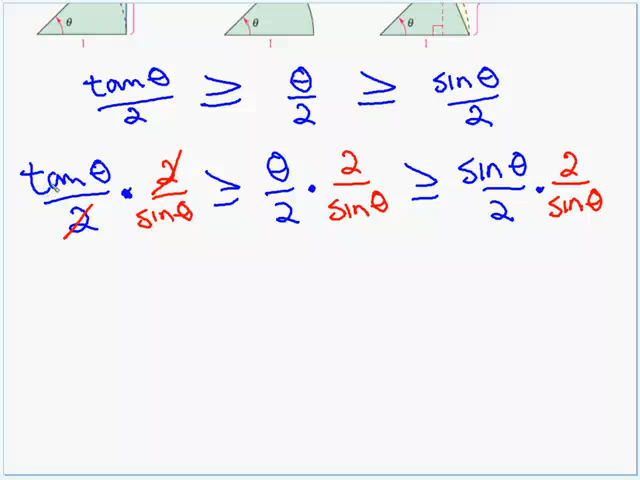 θ θ θ
1 1 1
tanθ/2 ≥ θ/2 ≥ sinθ/2
tanθ/2 · 2/sinθ ≥ θ/2 · 2/sinθ ≥ sinθ/2 · 2/sinθ